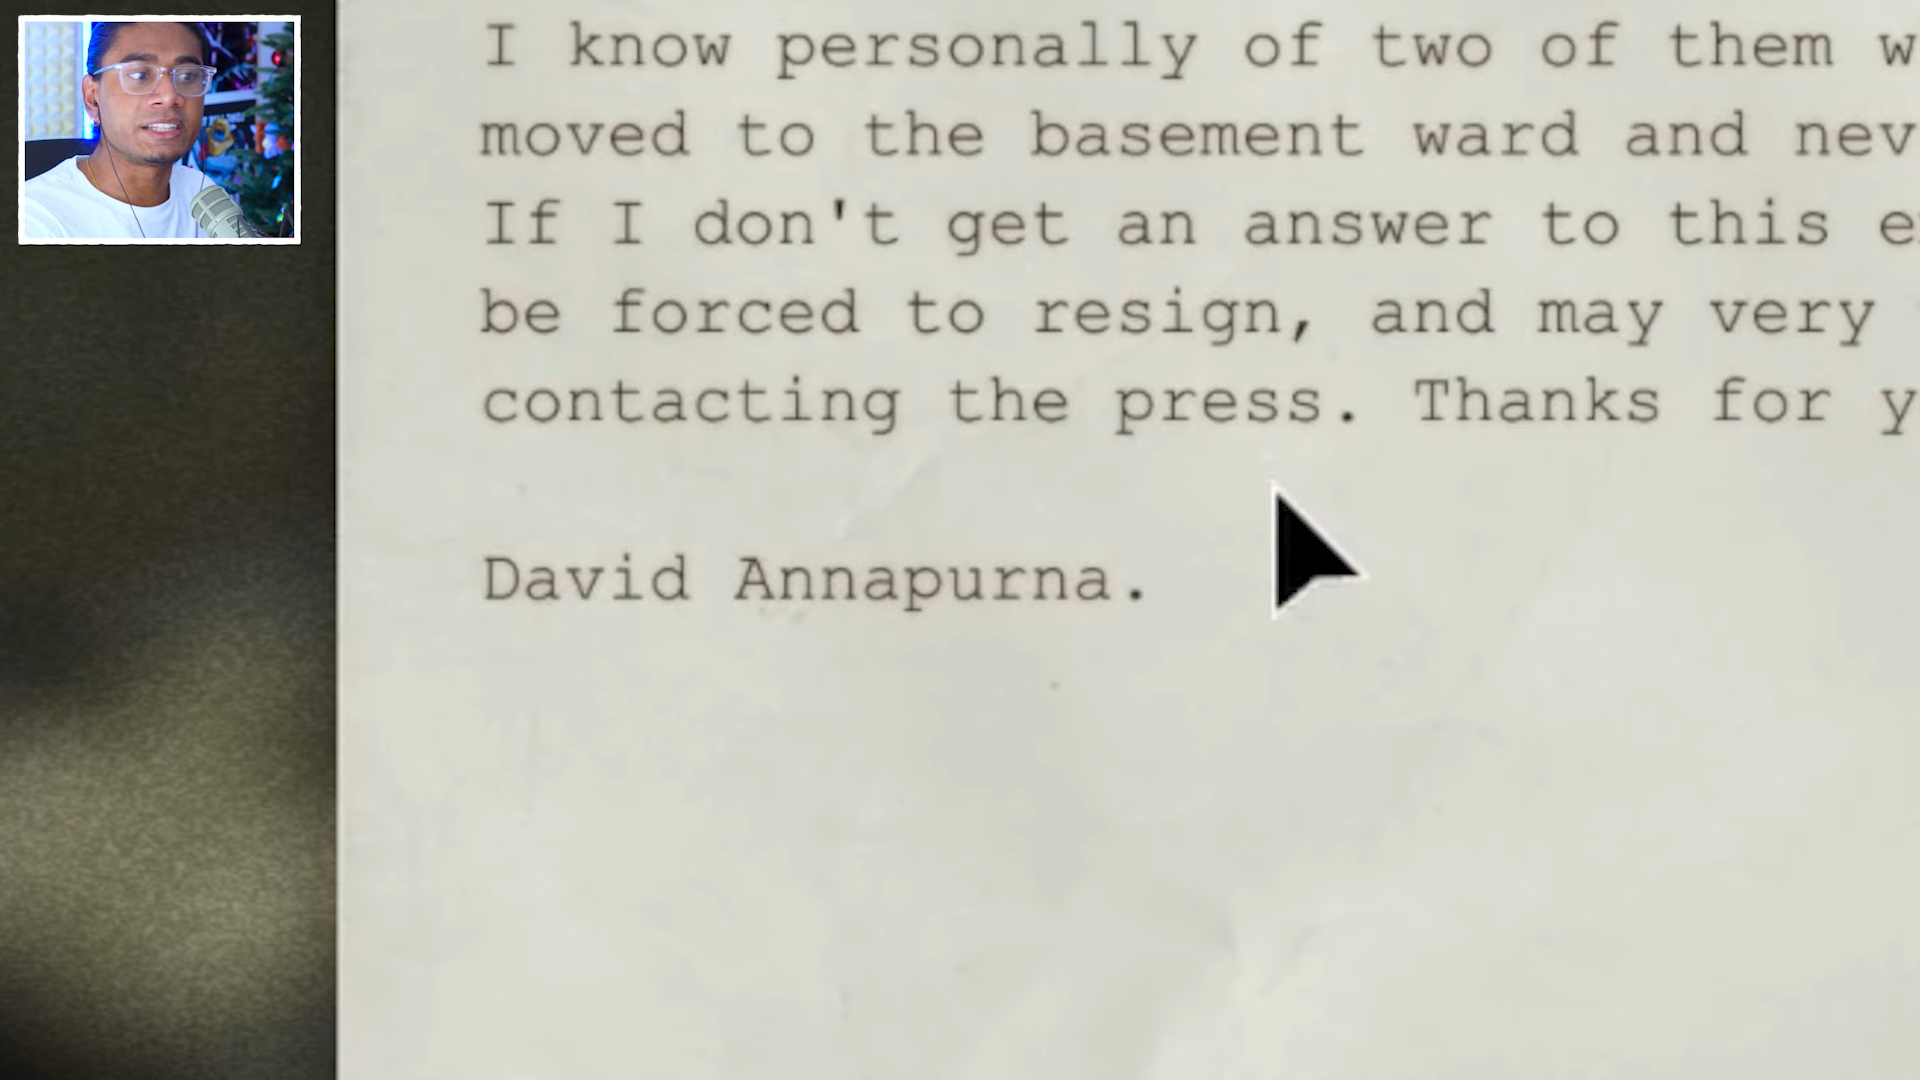 I know personally of two of them
moved to the basement ward and
If I don't get an answer to this
be forced to resign, and may very
contacting the press. Thanks for
David Annapurna.